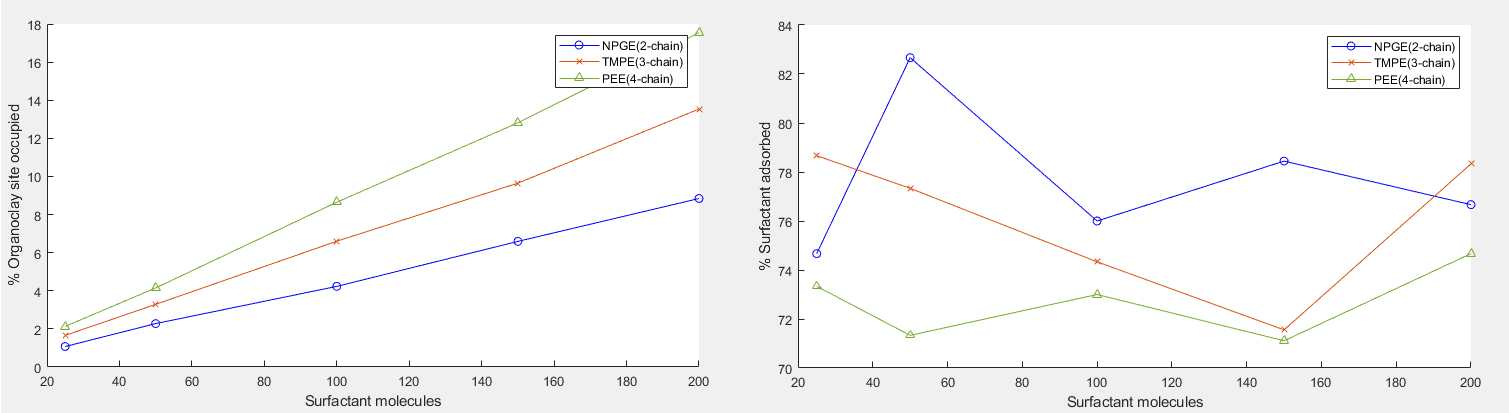 18
16
14
12
10
8
6
4
2
0
% Organoclay site occupied
NPGE(2-chain)
TMPE(3-chain)
PEE(4-chain)
20 40 60 80 100 120 140 160 180 200
Surfactant molecules
84
82
80
78
76
74
72
70
% Surfactant adsorbed
NPGE(2-chain)
TMPE(3-chain)
PEE(4-chain)
20 40 60 80 100 120 140 160 180 200
Surfactant molecules